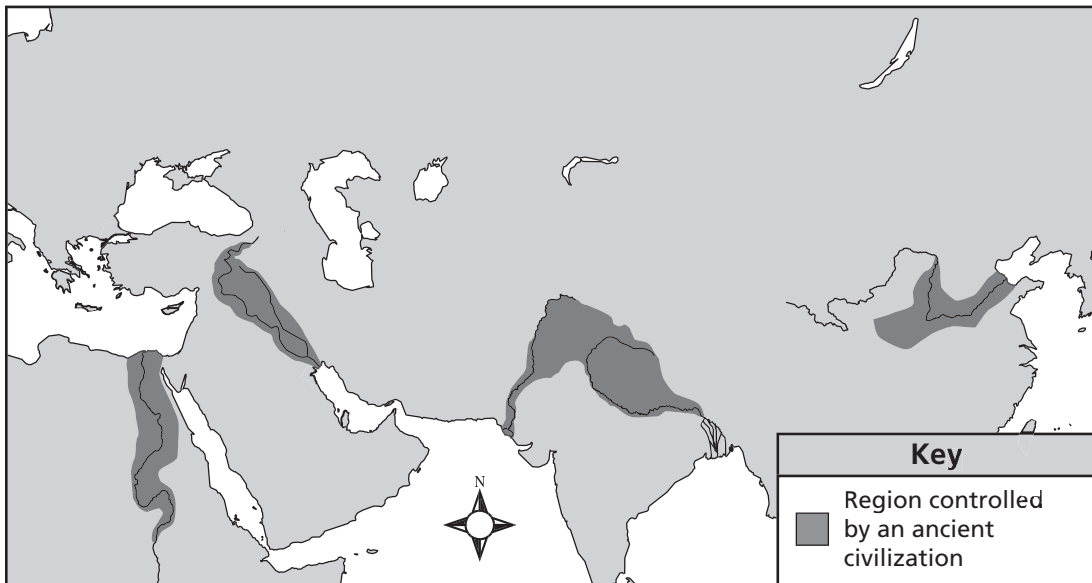 N
Key
Region controlled
by an ancient
civilization